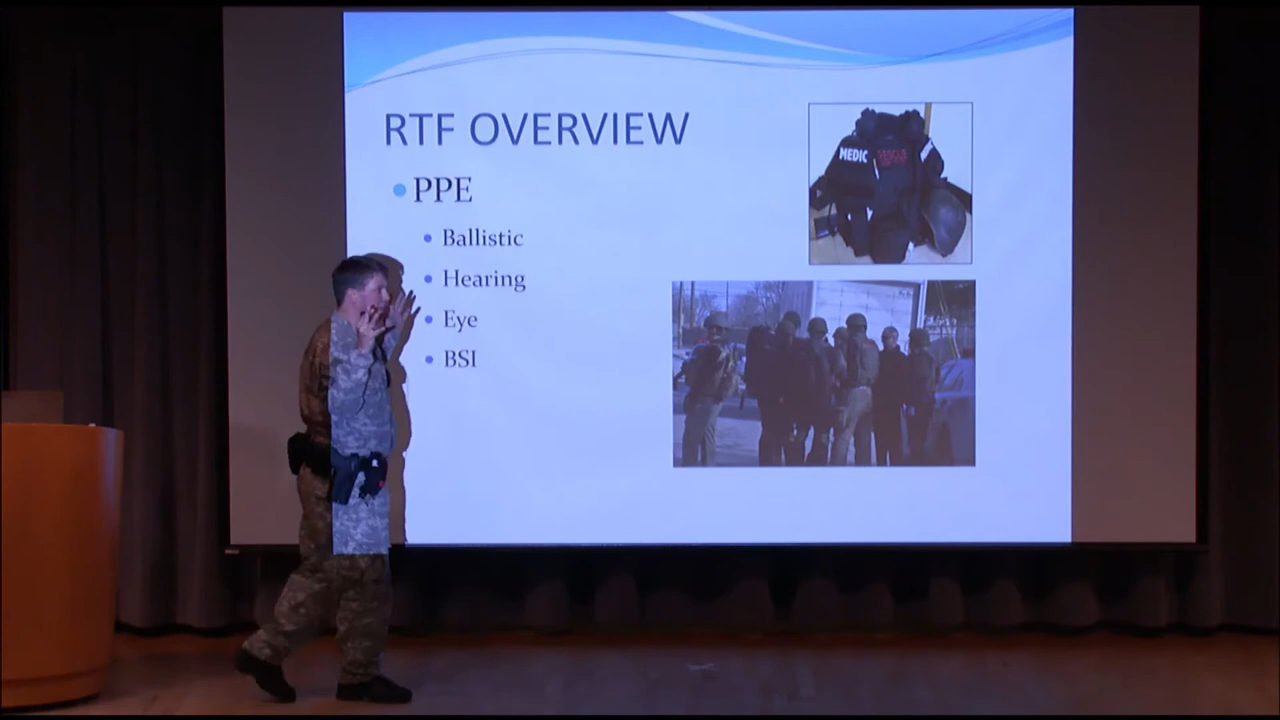 RTF OVERVIEW
PPE
Ballistic
Hearing
Eye
BSI
MEDIC